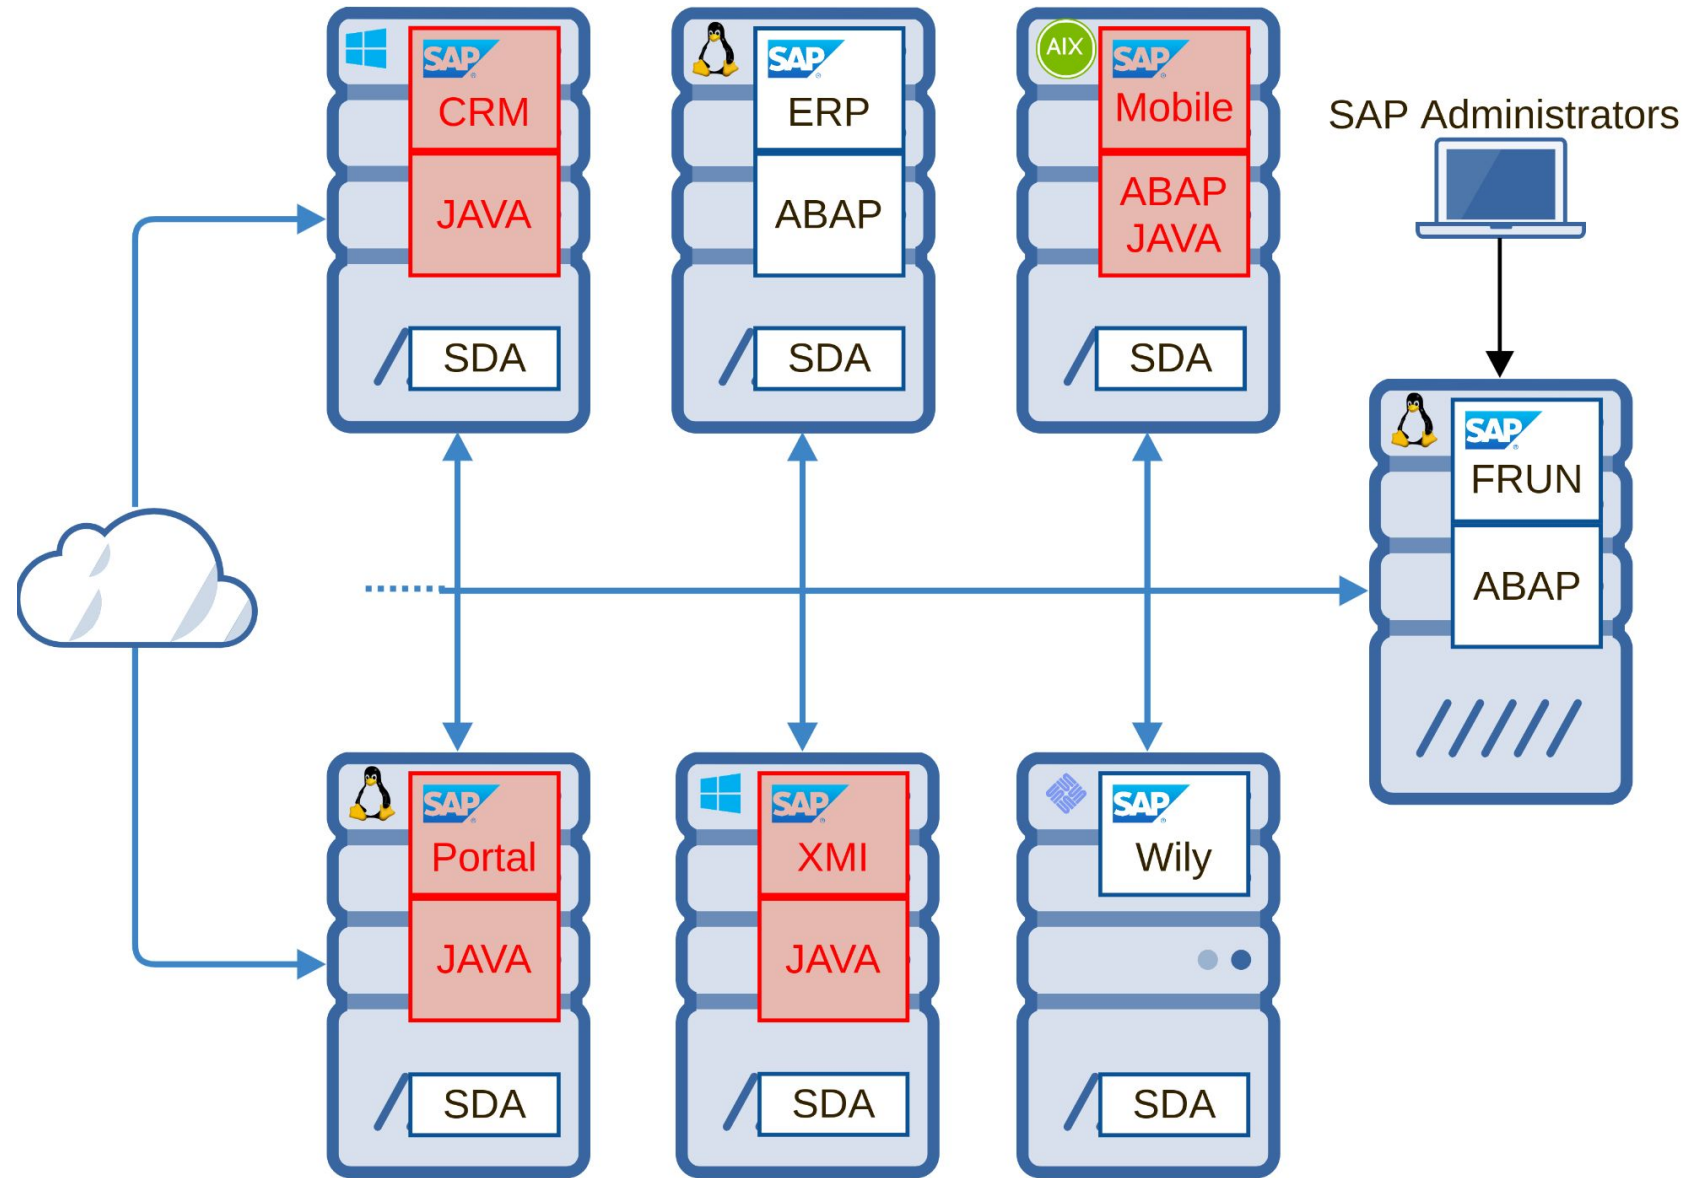 SAP
CRM
JAVA
SDA
SAP
ERP
ABAP
SDA
AIX
SAP
Mobile
ABAP
JAVA
SDA
SAP Administrators
SAP
FRUN
ABAP
SAP
Portal
JAVA
SDA
SAP
XMI
JAVA
SDA
SAP
Wily
SDA